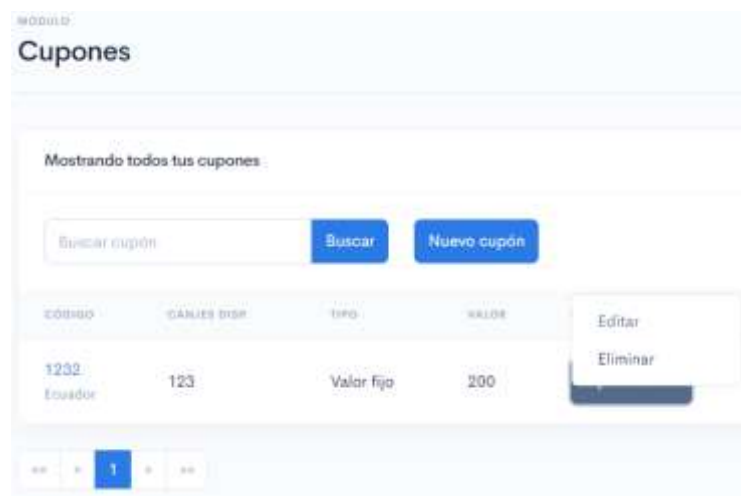 MÓDULO
Cupones
Mostrando todos tus cupones
Buscar cupón
Buscar
Nuevo cupón
CÓDIGO CANJES DISP. TIPO VALOR
Editar
Eliminar
1232 123 Valor fijo 200
Ecuador
«« « 1 » »»